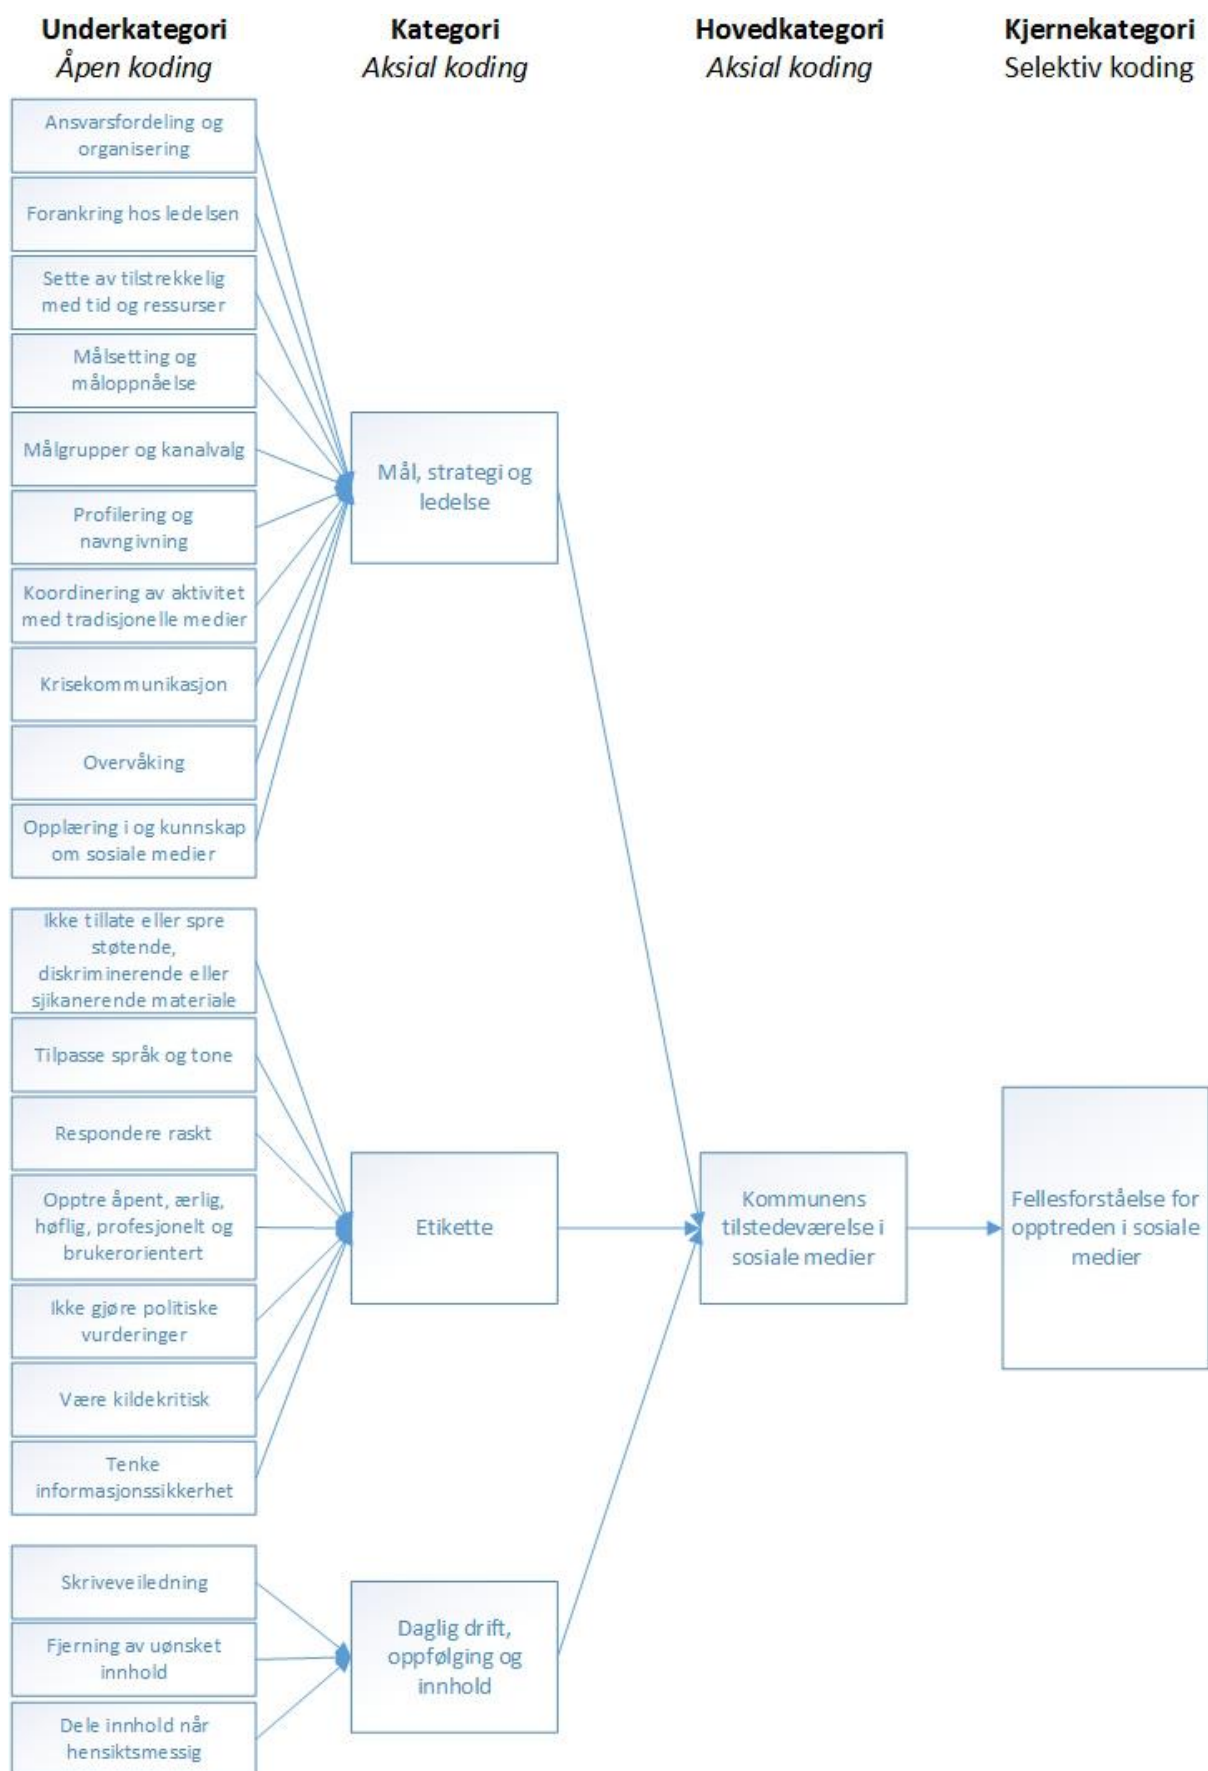 Underkategori
Åpen koding
Kategori
Aksial koding
Hovedkategori
Aksial koding
Kjernekategori
Selektiv koding
Ansvarsfordeling og
organisering
Forankring hos ledelsen
Sette av tilstrekkelig
med tid og ressurser
Målsetting og
måloppnåelse
Målgrupper og kanalvalg
Profilering og
navngivning
Koordinering av aktivitet
med tradisjonelle medier
Krisekommunikasjon
Overvåking
Opplæring i og kunnskap
om sosiale medier
Mål, strategi og
ledelse
Ikke tillate eller spre
støtende,
diskriminerende eller
sjikanerende materiale
Tilpasse språk og tone
Respondere raskt
Opptre åpent, ærlig,
høflig, profesjonelt og
brukerorientert
Ikke gjøre politiske
vurderinger
Være kildekritisk
Tenke
informasjonssikkerhet
Etikette
Skriveveiledning
Fjerning av uønsket
innhold
Dele innhold når
hensiktsmessig
Daglig drift,
oppfølging og
innhold
Kommunens
tilstedeværelse i
sosiale medier
Fellesforståelse for
opptreden i sosiale
medier